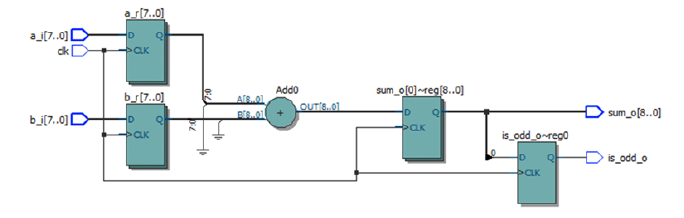 a_r[7..0]
a_i[7..0]
D Q
clk
>CLK
7:0
b_r[7..0]
Add0
sum_o[0]~reg[8..0]
A[8..0]
OUT[8..0]
+
B[8..0]
b_i[7..0]
D Q
>CLK
7:0
D Q
>CLK
sum_o[8..0]
is_odd_o~reg0
0
D Q
>CLK
is_odd_o